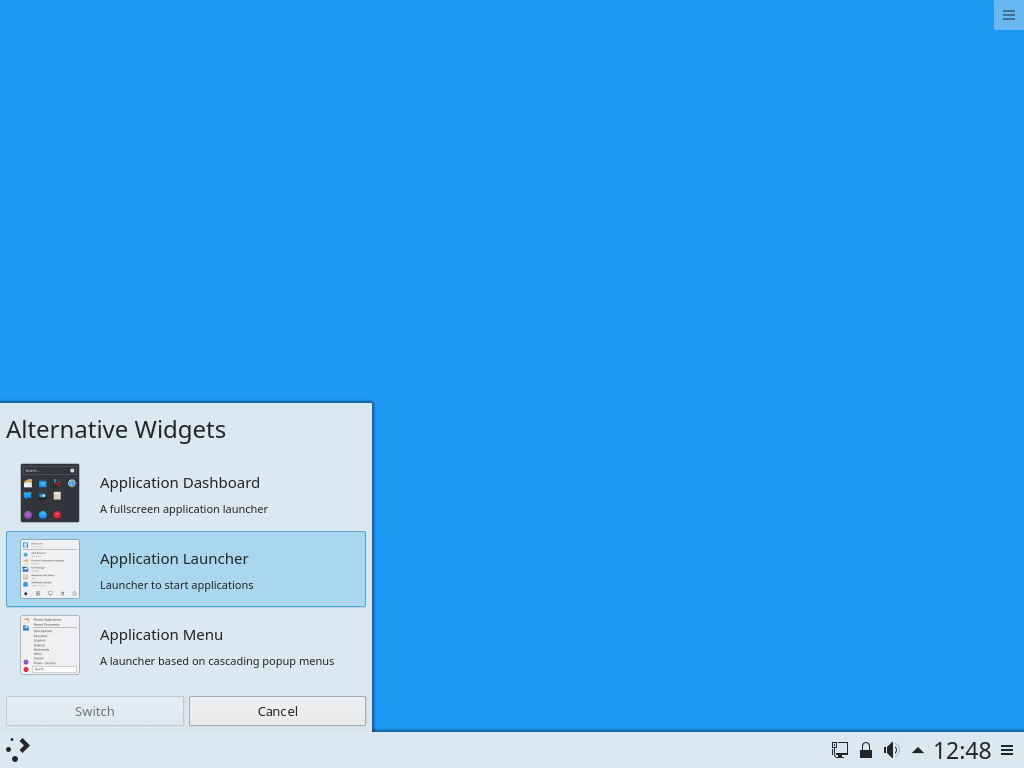 Alternative Widgets
Application Dashboard
A fullscreen application launcher
Application Launcher
Launcher to start applications
Application Menu
A launcher based on cascading popup menus
Switch
Cancel
12:48